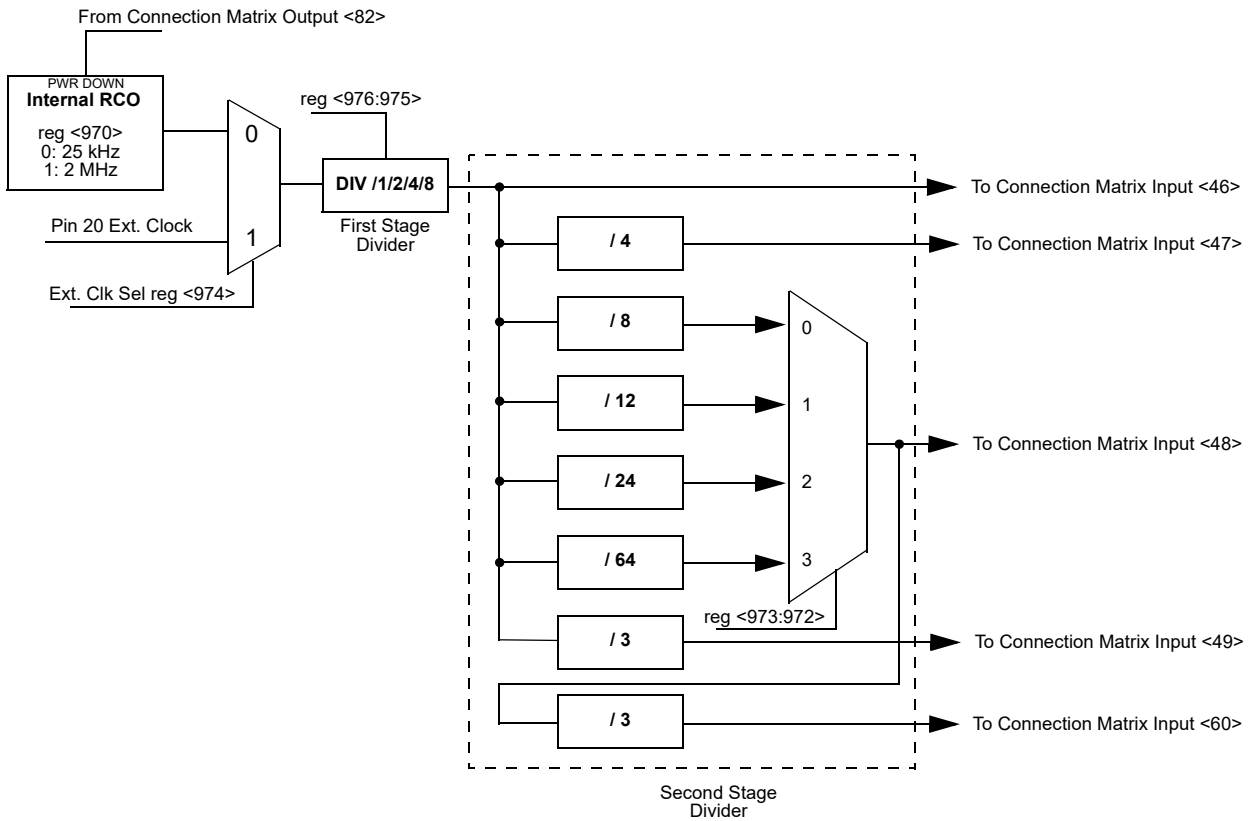 From Connection Matrix Output <82>
PWR DOWN
Internal RCO
reg <970>
0: 25 kHz
1: 2 MHz
0
1
Pin 20 Ext. Clock
Ext. Clk Sel reg <974>
reg <976:975>
DIV /1/2/4/8
First Stage
Divider
To Connection Matrix Input <46>
/ 4
To Connection Matrix Input <47>
/ 8
0
/ 12
1
To Connection Matrix Input <48>
/ 24
2
/ 64
3
reg <973:972>
/ 3
To Connection Matrix Input <49>
/ 3
To Connection Matrix Input <60>
Second Stage
Divider